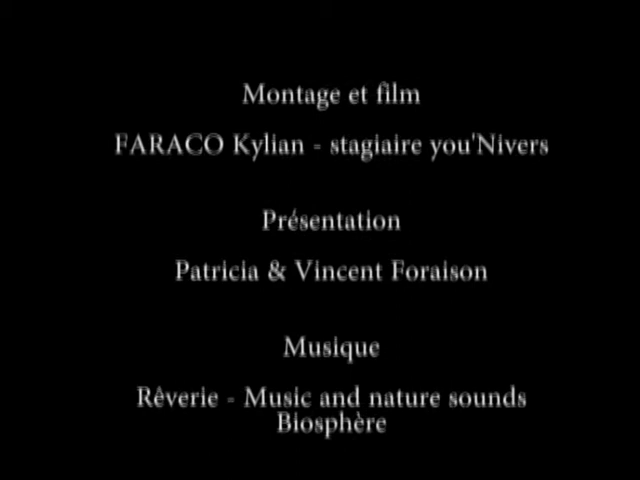 Montage et film
FARACO Kylian - stagiaire you'Nivers
Présentation
Patricia & Vincent Foraison
Musique
Rêverie - Music and nature sounds
Biosphère